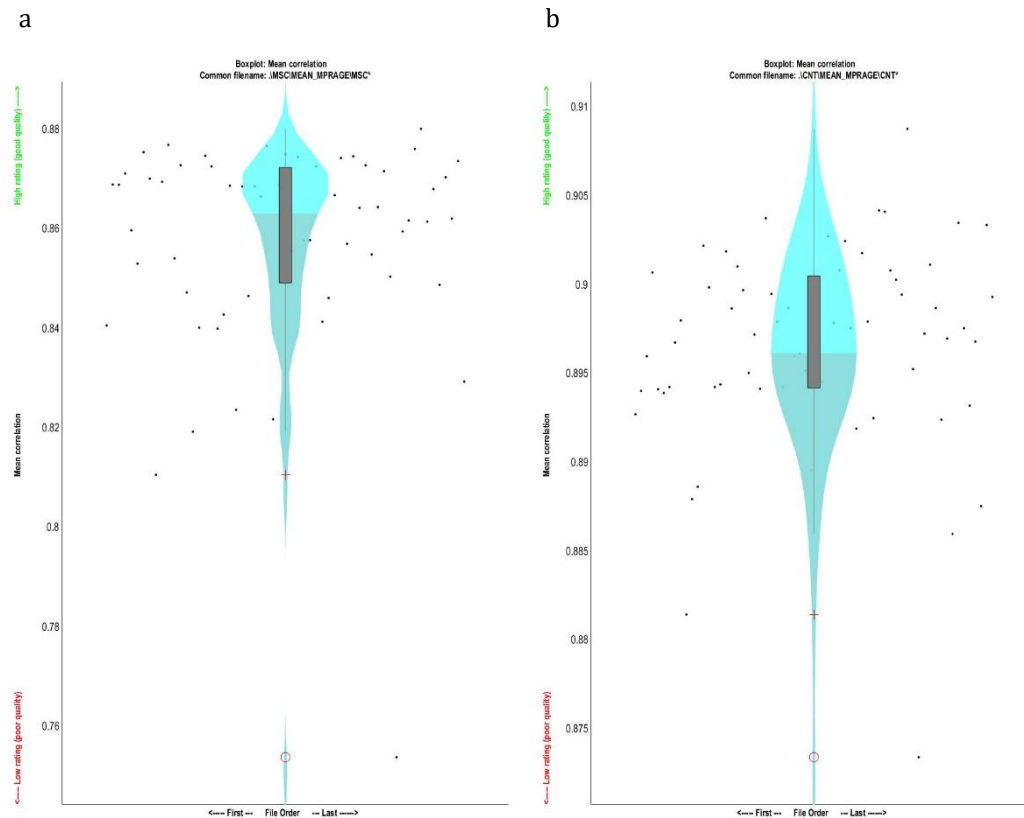 a
Boxplot: Mean correlation
Common filename: .\MSC\MEAN_MPRAGE\MSC*
High rating (good quality) ----->
Mean correlation
<----- Low rating (poor quality)
0.88
0.86
0.84
0.82
0.8
0.78
0.76
<----- First --- File Order --- Last ----->
b
Boxplot: Mean correlation
Common filename: .\CNT\MEAN_MPRAGE\CNT*
High rating (good quality) ----->
Mean correlation
<----- Low rating (poor quality)
0.91
0.905
0.9
0.895
0.89
0.885
0.88
0.875
<----- First --- File Order --- Last ----->